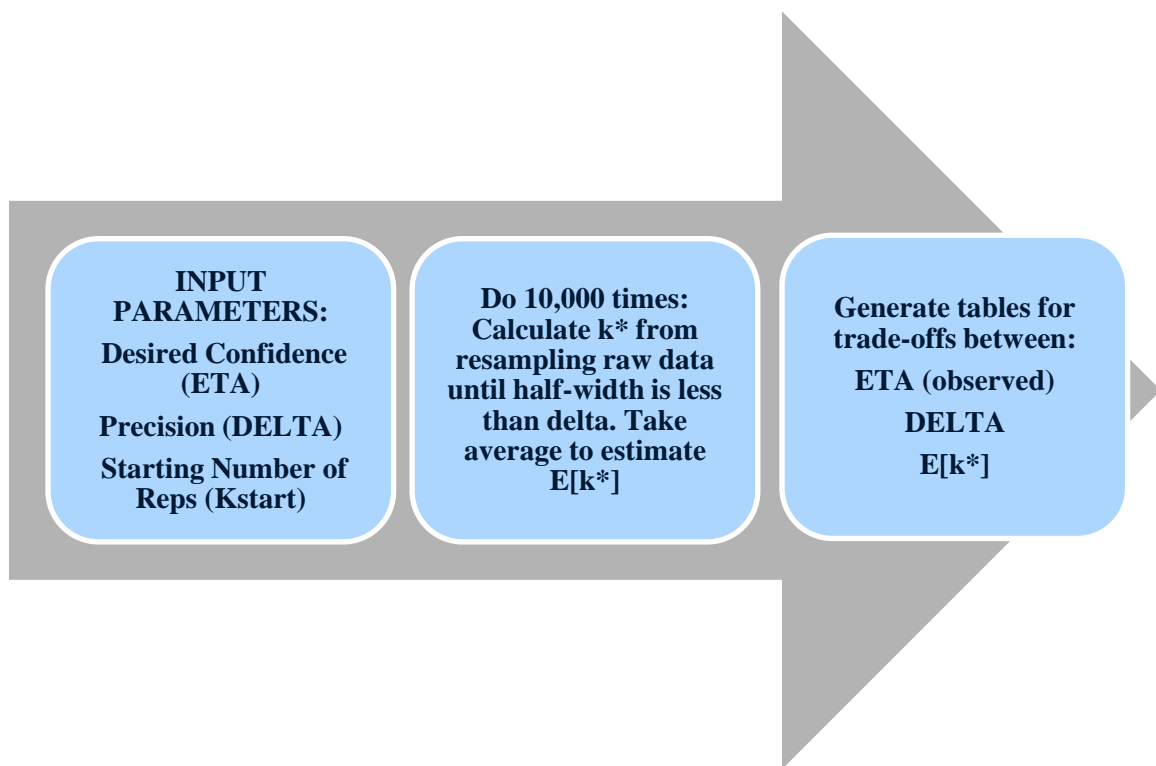 INPUT
PARAMETERS:
Desired Confidence
(ETA)
Precision (DELTA)
Starting Number of
Reps (Kstart)
Do 10,000 times:
Calculate k* from
resampling raw data
until half-width is less
than delta. Take
average to estimate
E[k*]
Generate tables for
trade-offs between:
ETA (observed)
DELTA
E[k*]